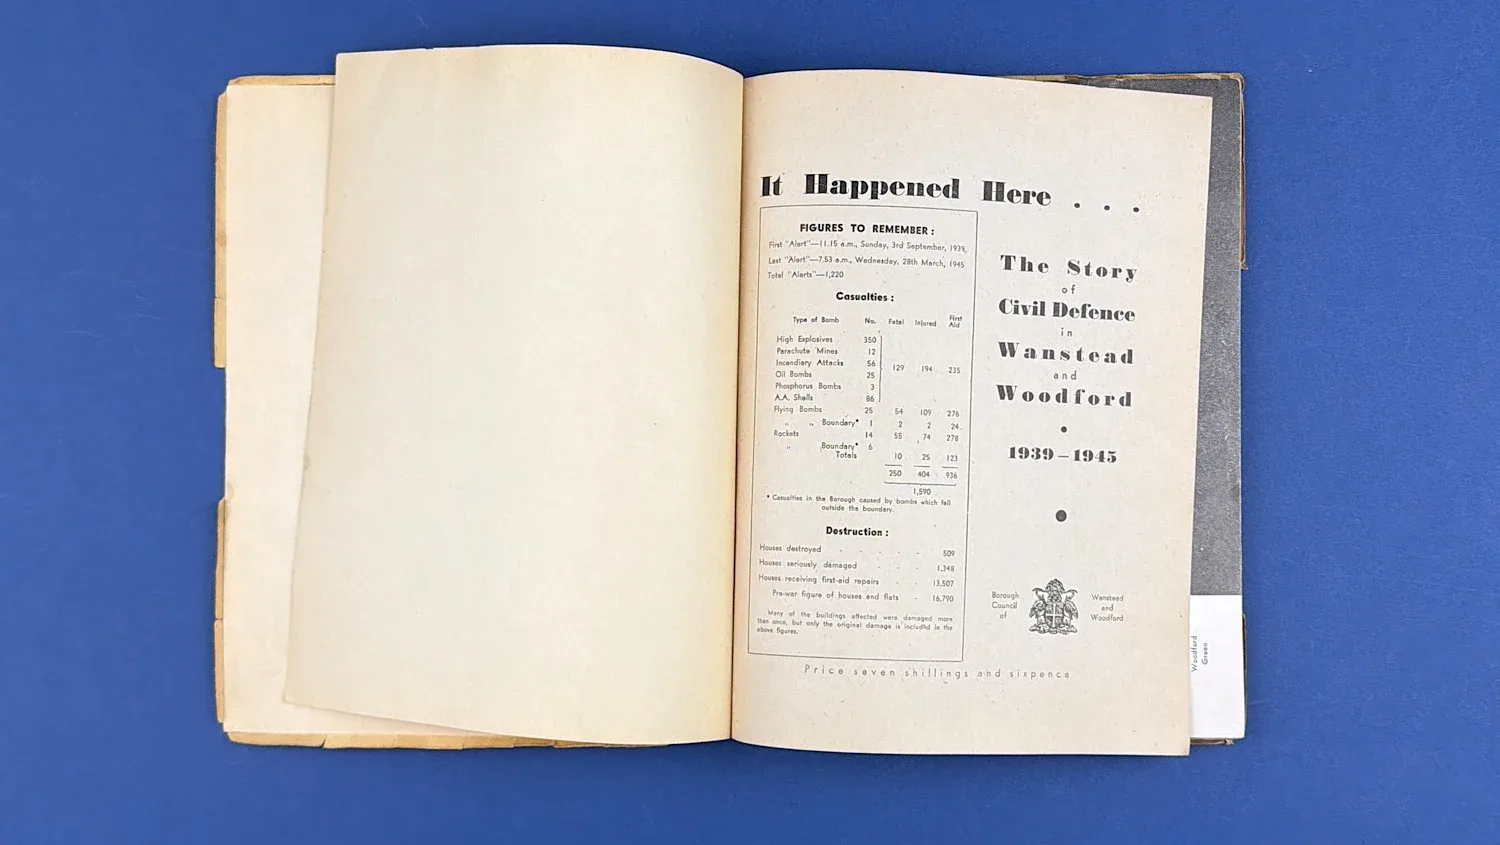 It Happened Here . . .
FIGURES TO REMEMBER :
First "Alert"—11.15 a.m., Sunday, 3rd September, 1939,
Last "Alert"—7.53 a.m., Wednesday, 28th March, 1945
Total "Alerts"—1,220
Casualties :
Type of Bomb No. Fatal Injured First Aid
High Explosives 350
Parachute Mines 12
Incendiary Attacks 56
Oil Bombs 25
Phosphorus Bombs 3
A.A. Shells 86
129 194 235
Flying Bombs 25 54 109 276
„ „ Boundary* 1 2 2 24
Rockets 14 55 74 278
„ Boundary* 6 10 25 123
Totals 250 404 936
1,590
* Casualties in the Borough caused by bombs which fell
outside the boundary.
Destruction :
Houses destroyed - - - - 509
Houses seriously damaged - - 1,348
Houses receiving first-aid repairs - - 13,507
Pre-war figure of houses and flats - 16,790
Many of the buildings affected were damaged more
than once, but only the original damage is included in the
above figures.
The Story
of
Civil Defence
in
Wanstead
and
Woodford
1939–1945
Borough
Council
of
Wanstead
and
Woodford
Price seven shillings and sixpence
Woodford
Green